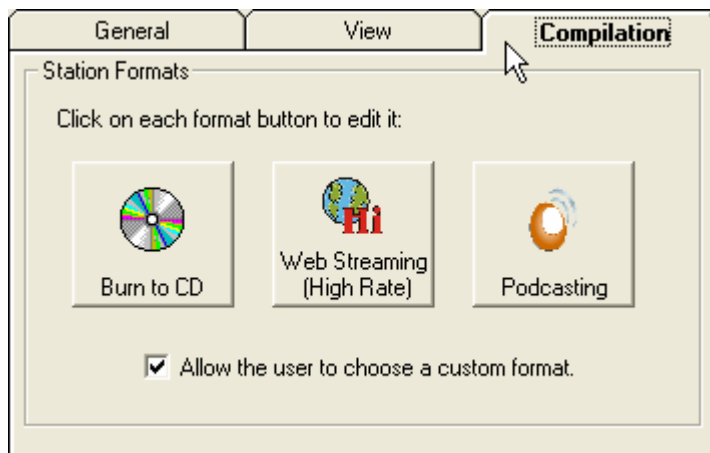 General View Compilation
Station Formats
Click on each format button to edit it:
Hi
Burn to CD
Web Streaming
(High Rate)
Podcasting
Allow the user to choose a custom format.